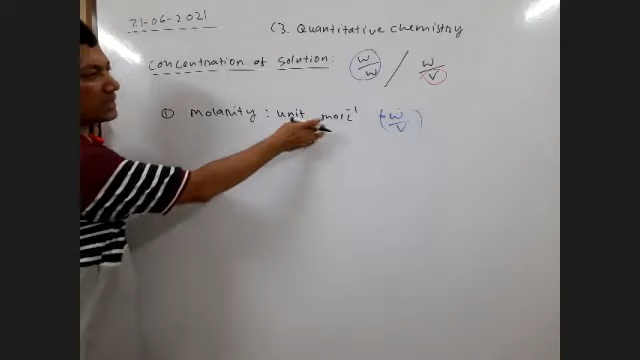 21-06-2021
C3. Quantitative Chemistry
Concentration of Solution: W/W / W/V
① Molarity: unit mol L⁻¹ (W/V)